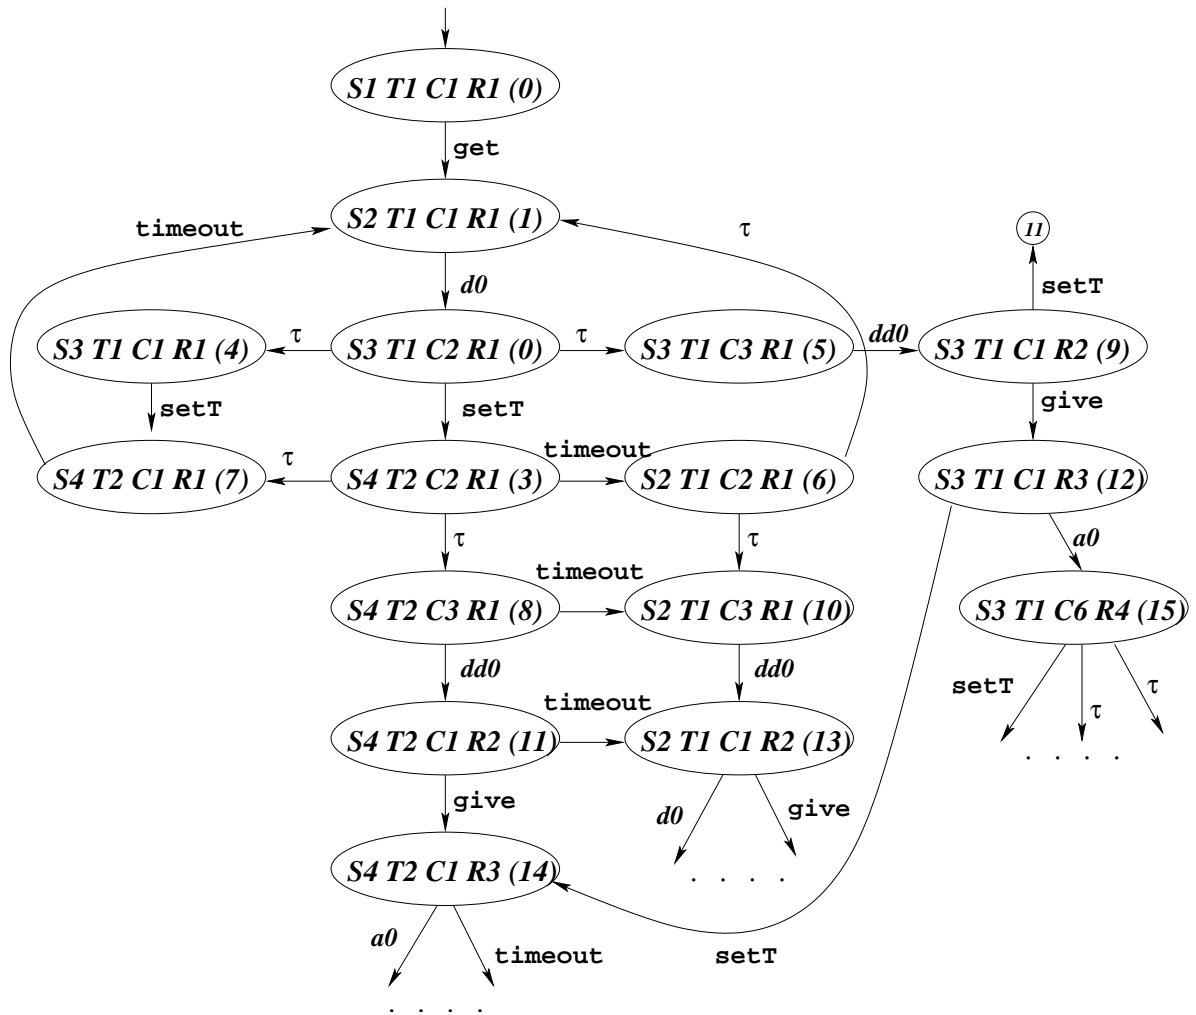 S1 T1 C1 R1 (0)
get
S2 T1 C1 R1 (1)
timeout
τ
11
d0
setT
S3 T1 C1 R1 (4)
τ
S3 T1 C2 R1 (0)
τ
S3 T1 C3 R1 (5)
dd0
S3 T1 C1 R2 (9)
setT
setT
give
S4 T2 C1 R1 (7)
τ
S4 T2 C2 R1 (3)
timeout
S2 T1 C2 R1 (6)
S3 T1 C1 R3 (12)
τ
τ
a0
S4 T2 C3 R1 (8)
timeout
S2 T1 C3 R1 (10)
S3 T1 C6 R4 (15)
dd0
dd0
setT
τ
τ
. . . .
S4 T2 C1 R2 (11)
timeout
S2 T1 C1 R2 (13)
give
d0
give
. . . .
S4 T2 C1 R3 (14)
a0
timeout
setT
. . . .